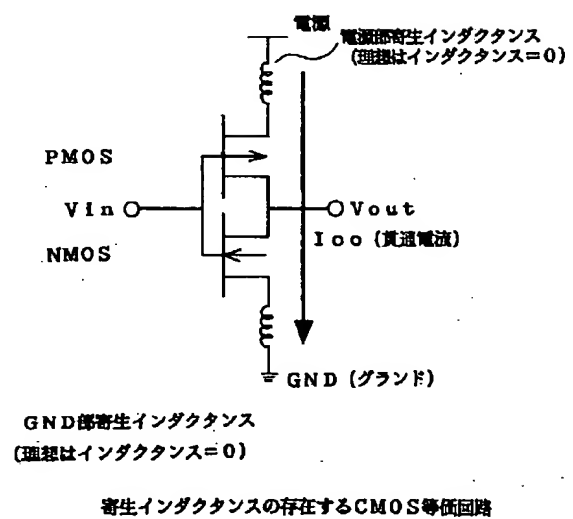 電源
電源部寄生インダクタンス
(理想はインダクタンス=0)
PMOS
Vin
Vout
Icc (貫通電流)
NMOS
GND (グランド)
GND部寄生インダクタンス
(理想はインダクタンス=0)
寄生インダクタンスの存在するCMOS等価回路